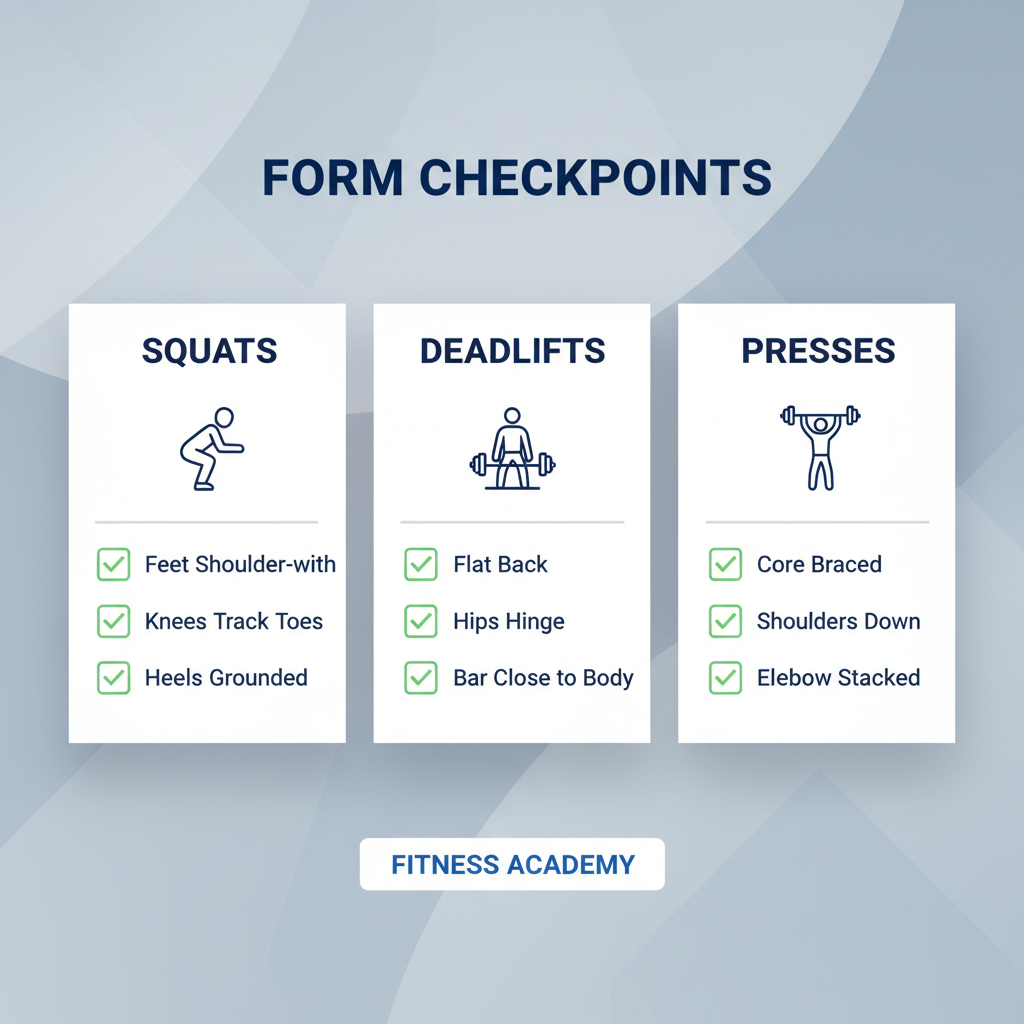 FORM CHECKPOINTS
SQUATS
Feet Shoulder-with
Knees Track Toes
Heels Grounded
DEADLIFTS
Flat Back
Hips Hinge
Bar Close to Body
PRESSES
Core Braced
Shoulders Down
Elebow Stacked
FITNESS ACADEMY